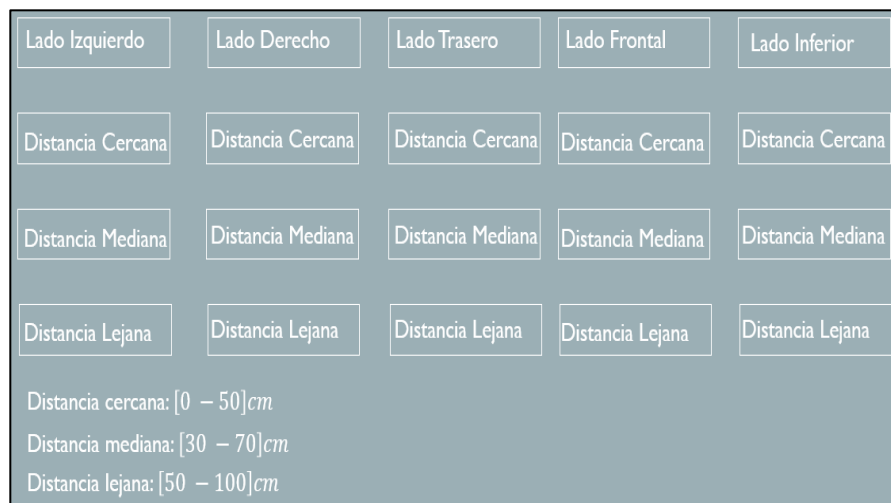 Lado Izquierdo Lado Derecho Lado Trasero Lado Frontal Lado Inferior
Distancia Cercana Distancia Cercana Distancia Cercana Distancia Cercana Distancia Cercana
Distancia Mediana Distancia Mediana Distancia Mediana Distancia Mediana Distancia Mediana
Distancia Lejana Distancia Lejana Distancia Lejana Distancia Lejana Distancia Lejana
Distancia cercana: [0 – 50]cm
Distancia mediana: [30 – 70]cm
Distancia lejana: [50 – 100]cm